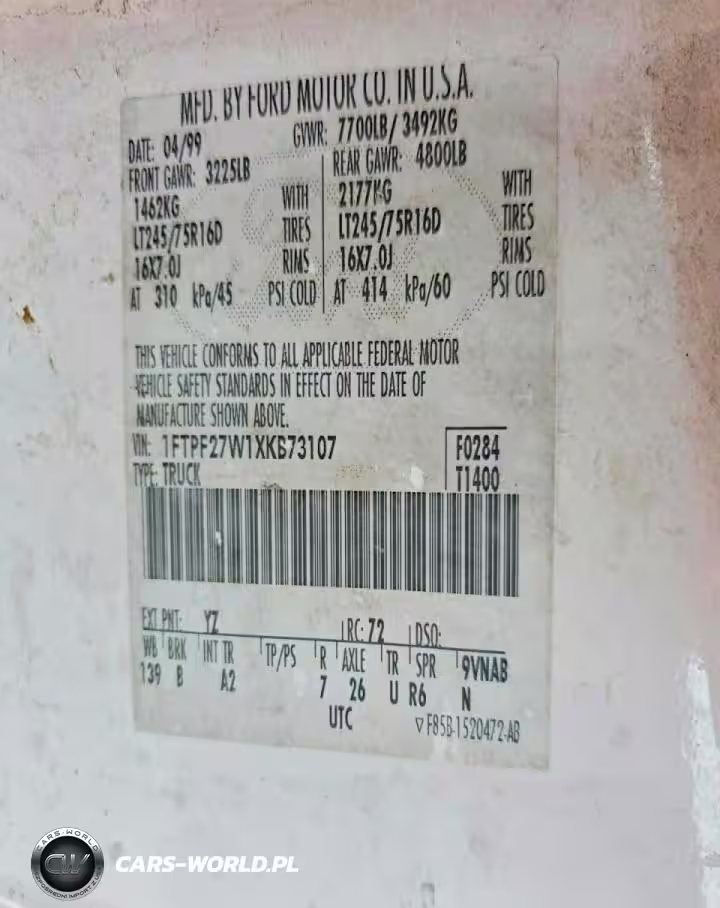 MFD. BY FORD MOTOR CO. IN U.S.A.
DATE: 04/99 GVWR: 7700LB/ 3492KG
FRONT GAWR: 3225LB REAR GAWR: 4800LB
1462KG WITH 2177KG WITH
LT245/75R16D TIRES LT245/75R16D TIRES
16X7.0J RIMS 16X7.0J RIMS
AT 310 kPa/45 PSI COLD AT 414 kPa/60 PSI COLD
THIS VEHICLE CONFORMS TO ALL APPLICABLE FEDERAL MOTOR
VEHICLE SAFETY STANDARDS IN EFFECT ON THE DATE OF
MANUFACTURE SHOWN ABOVE.
VIN: 1FTPF27W1XKB73107 F0284
TYPE: TRUCK T1400
EXT PNT: YZ RC: 72 DSO:
WB BRK INT TR TP/PS R AXLE TR SPR 9VNAB
139 B A2 7 26 U R6 N
UTC F85B-1520472-AB
CARS-WORLD
CW
CARS-WORLD.PL